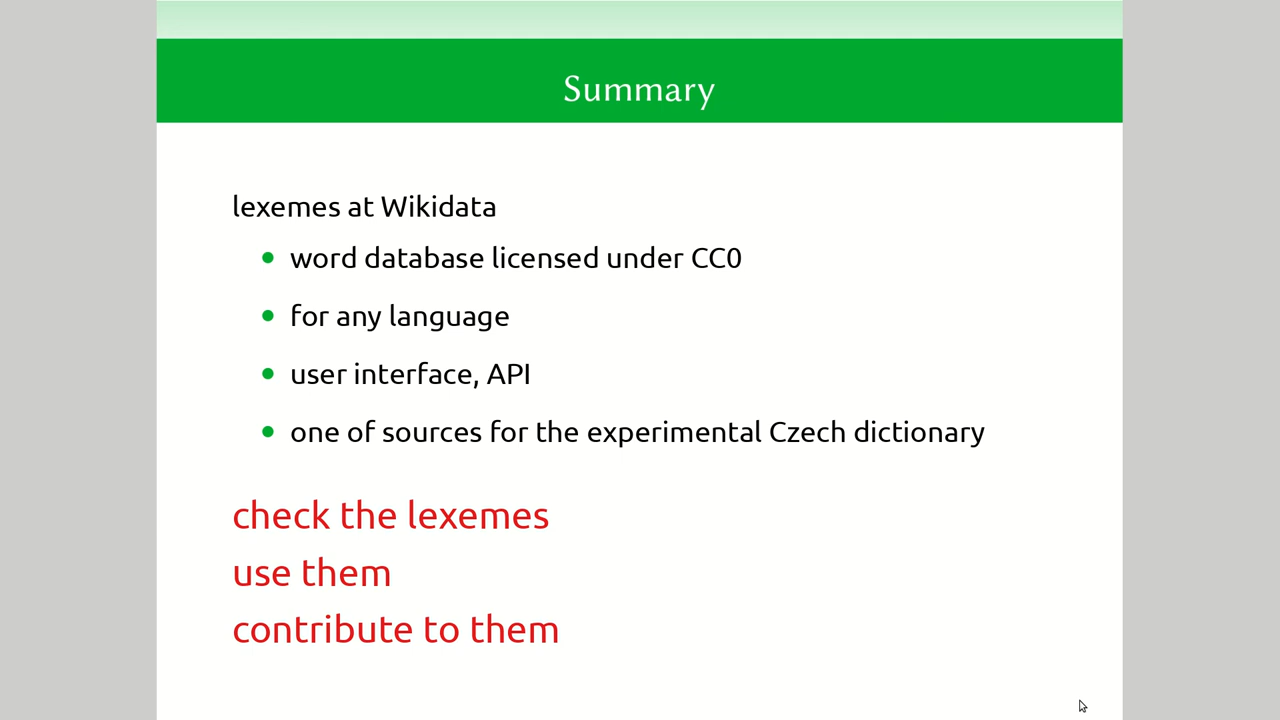 Summary
lexemes at Wikidata
word database licensed under CC0
for any language
user interface, API
one of sources for the experimental Czech dictionary
check the lexemes
use them
contribute to them